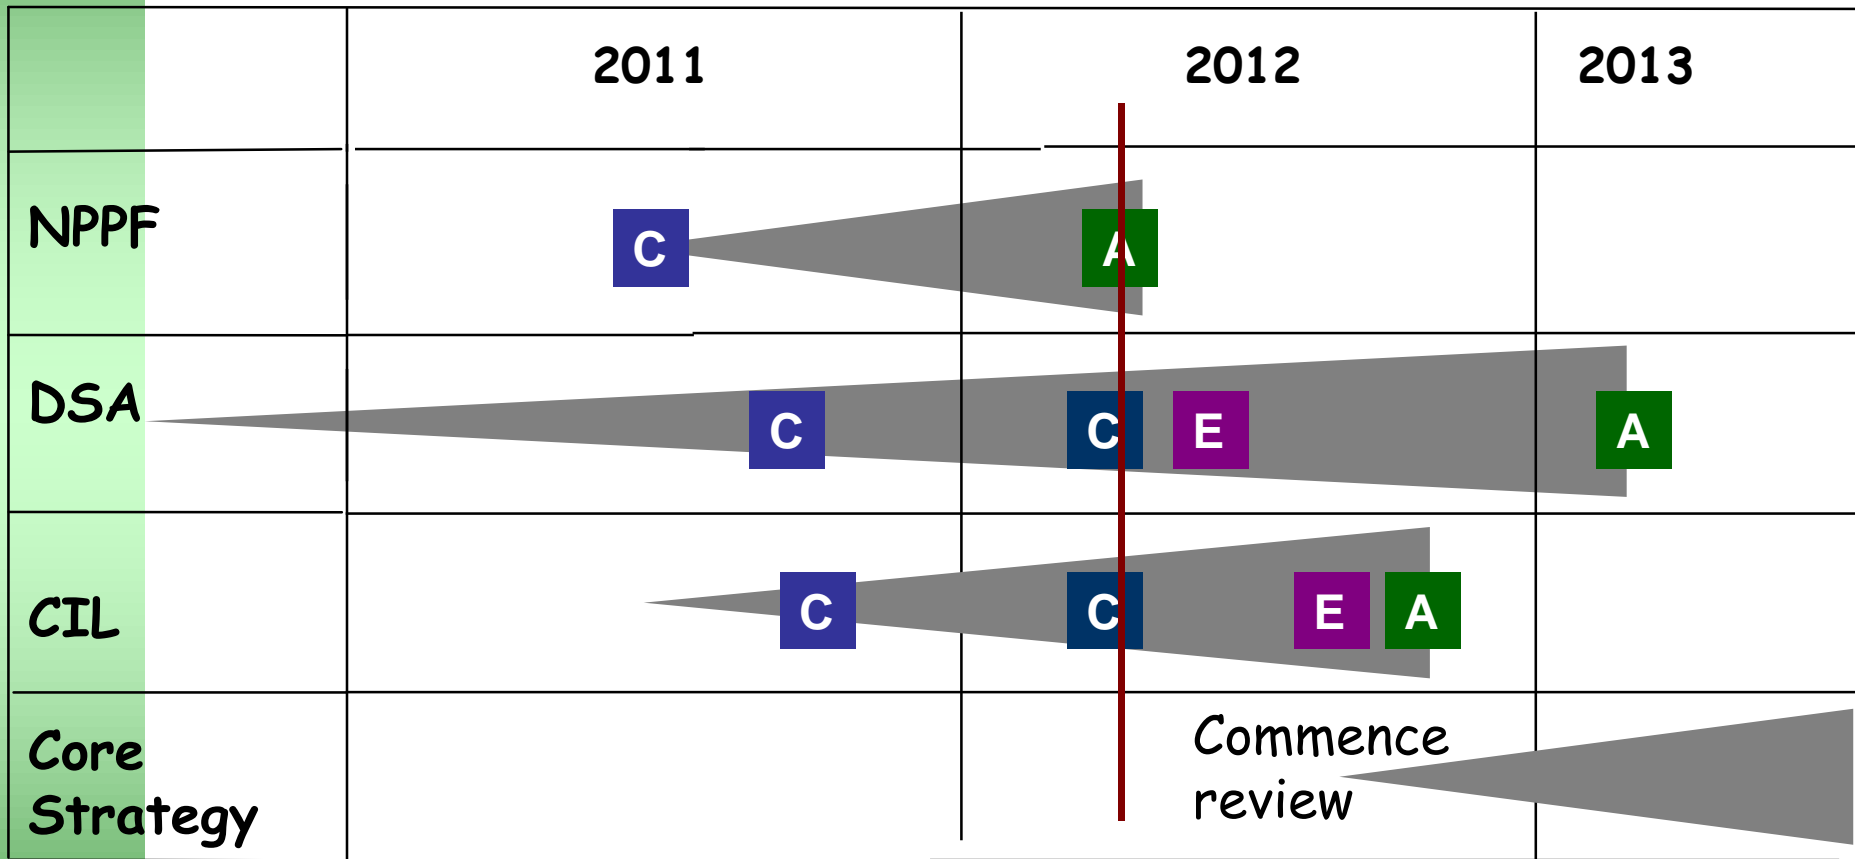 2011 2012 2013
NPPF C A
DSA C C E A
CIL C C E A
Core
Strategy
Commence
review